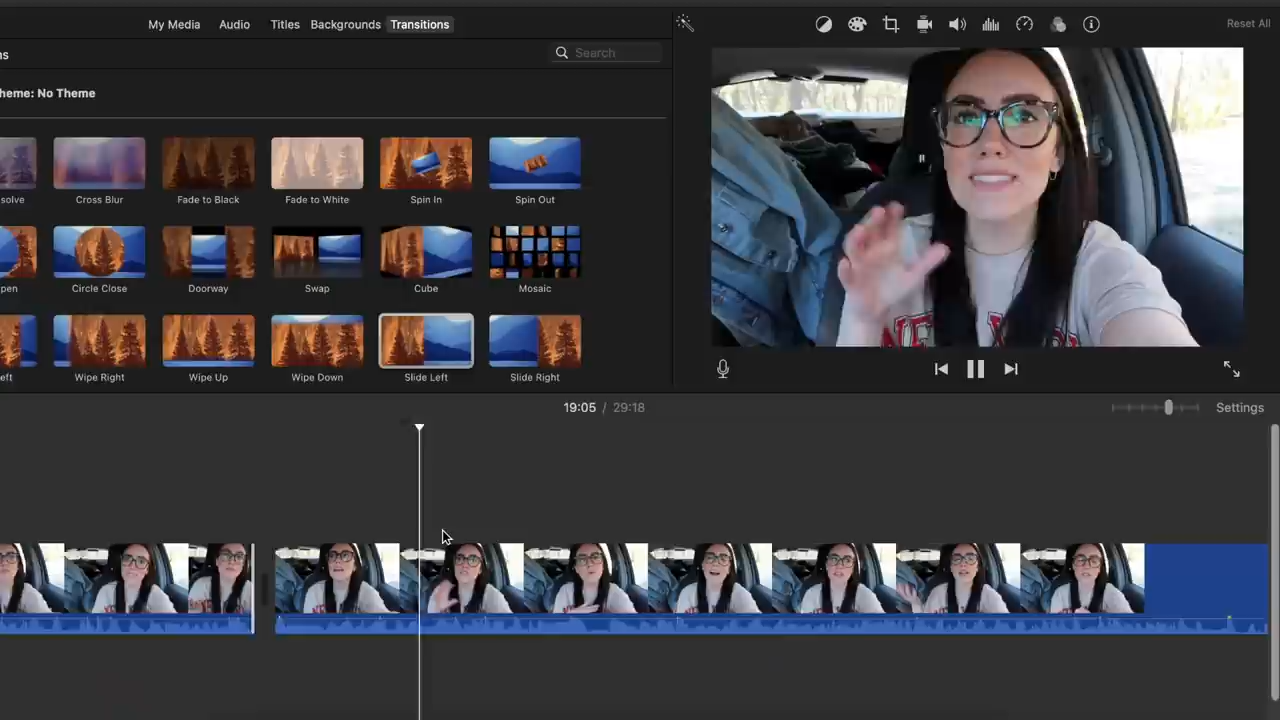 My Media Audio Titles Backgrounds Transitions
Reset All
ns
Search
heme: No Theme
solve Cross Blur Fade to Black Fade to White Spin In Spin Out
pen Circle Close Doorway Swap Cube Mosaic
eft Wipe Right Wipe Up Wipe Down Slide Left Slide Right
19:05 / 29:18
Settings